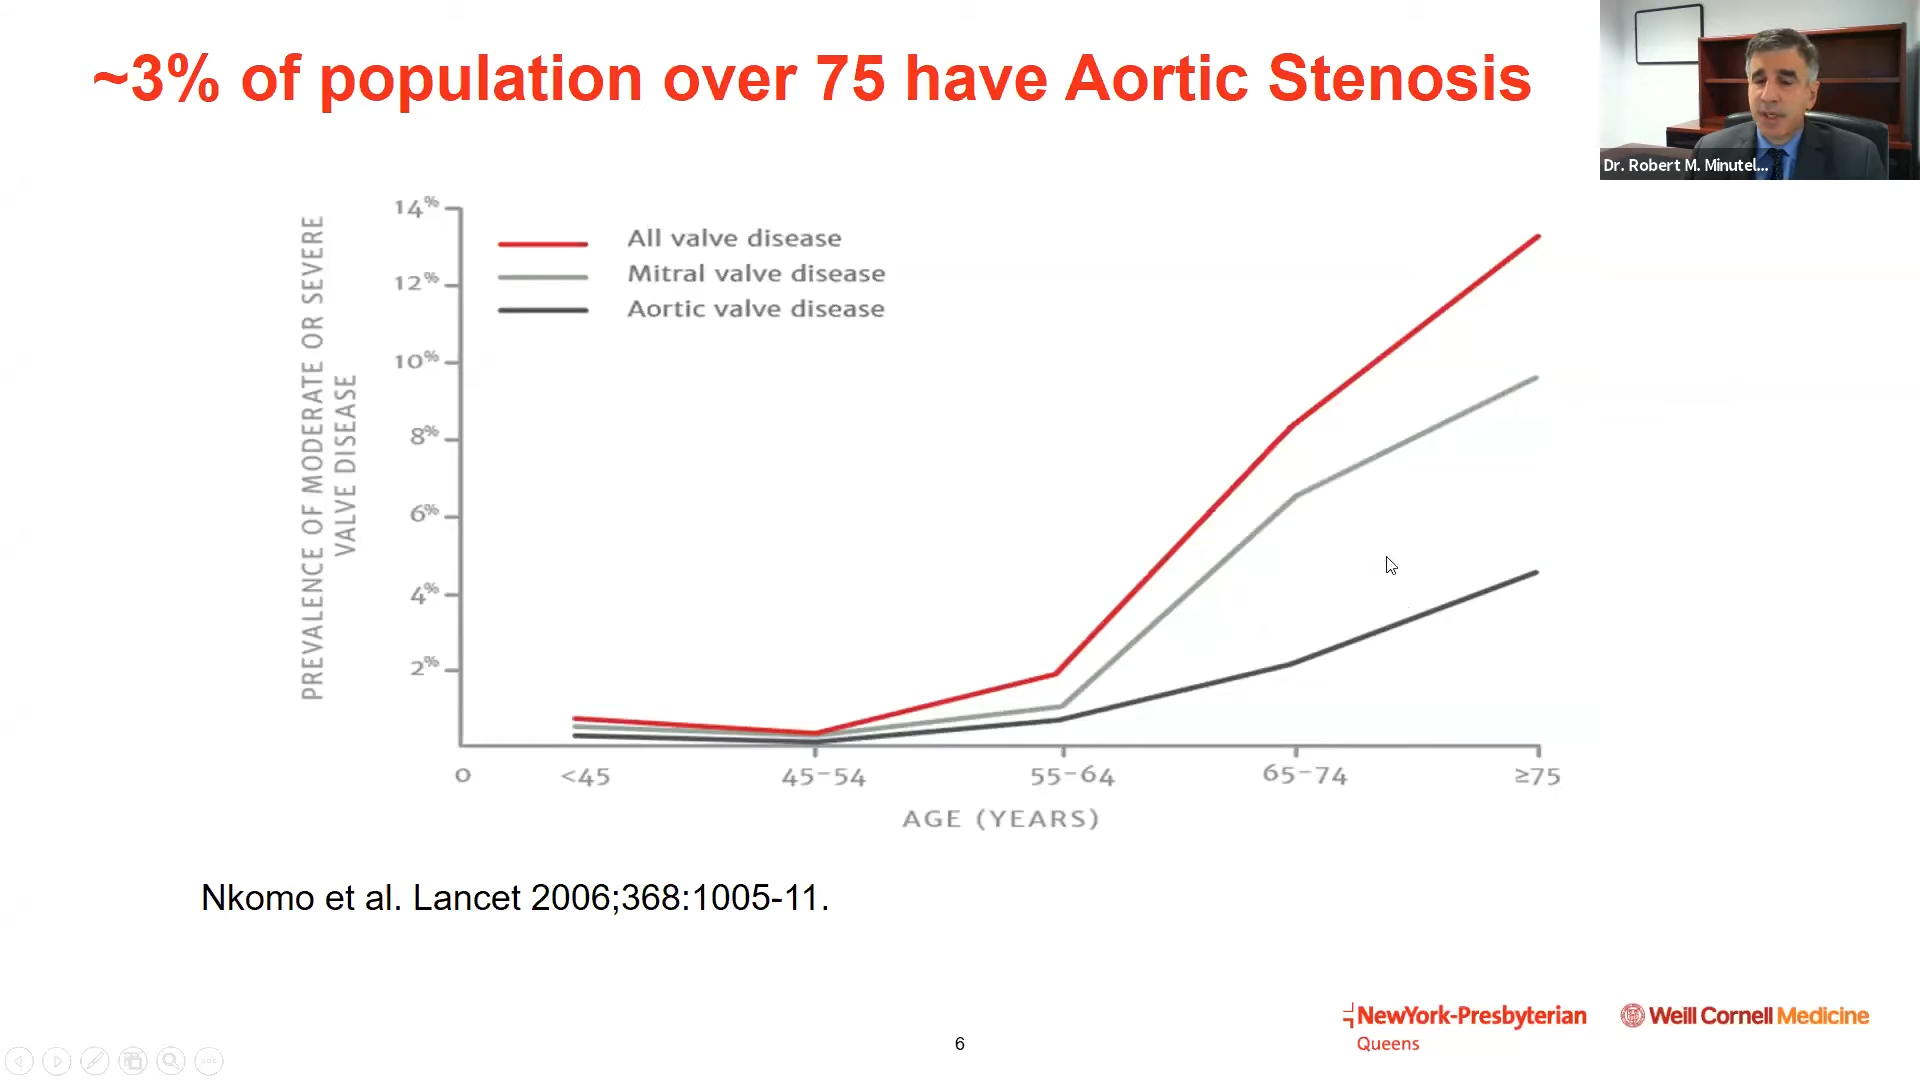 ~3% of population over 75 have Aortic Stenosis
Dr. Robert M. Minutel...
PREVALENCE OF MODERATE OR SEVERE
VALVE DISEASE
14%
12%
10%
8%
6%
4%
2%
All valve disease
Mitral valve disease
Aortic valve disease
0 <45 45-54 55-64 65-74 ≥75
AGE (YEARS)
Nkomo et al. Lancet 2006;368:1005-11.
NewYork-Presbyterian
Queens
Weill Cornell Medicine
6